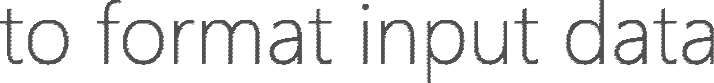 to format input data